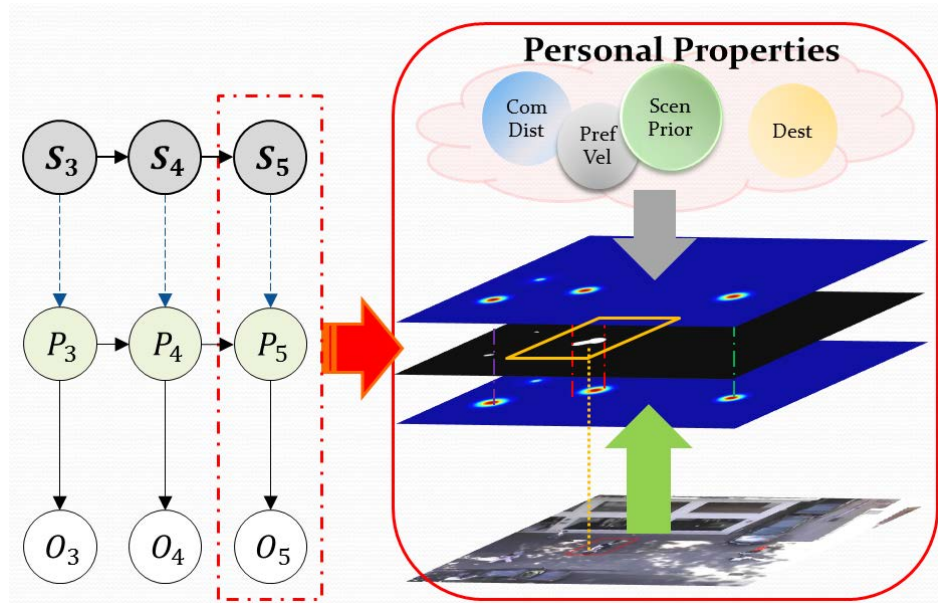 Personal Properties
Com
Dist
Pref
Vel
Scen
Prior
Dest
S₃
S₄
S₅
P₃
P₄
P₅
O₃
O₄
O₅